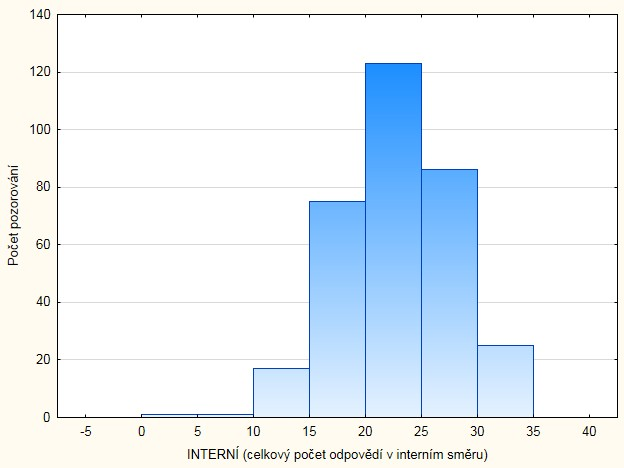 140
120
100
80
60
40
20
0
Počet pozorování
-5 0 5 10 15 20 25 30 35 40
INTERNÍ (celkový počet odpovědí v interním směru)